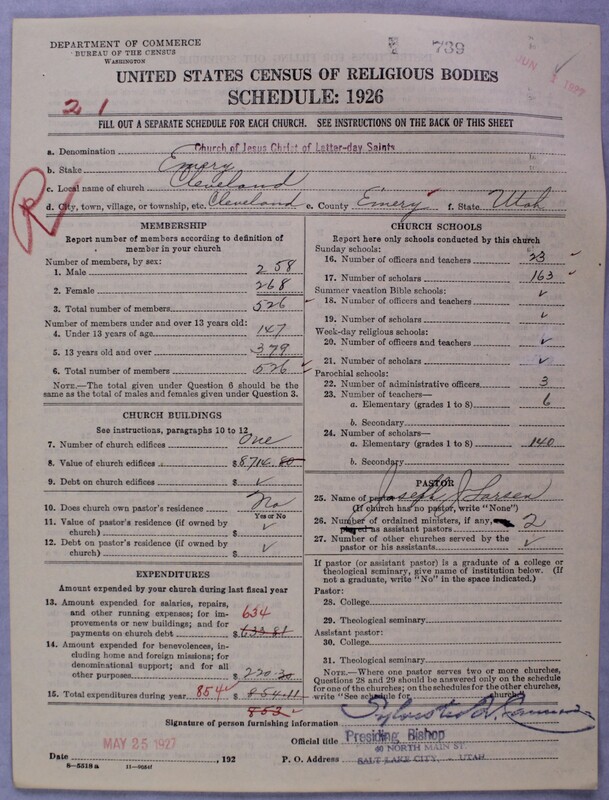 DEPARTMENT OF COMMERCE
BUREAU OF THE CENSUS
WASHINGTON
739
JUN 1 1927
UNITED STATES CENSUS OF RELIGIOUS BODIES
SCHEDULE: 1926
2 1
FILL OUT A SEPARATE SCHEDULE FOR EACH CHURCH. SEE INSTRUCTIONS ON THE BACK OF THIS SHEET
a. Denomination Church of Jesus Christ of Latter-day Saints
b. Stake Emery
c. Local name of church Cleveland
d. City, town, village, or township, etc. Cleveland e. County Emery f. State Utah
R
MEMBERSHIP
Report number of members according to definition of
member in your church
Number of members, by sex:
1. Male 258
2. Female 268
3. Total number of members 526
Number of members under and over 13 years old:
4. Under 13 years of age 147
5. 13 years old and over 379
6. Total number of members 526
NOTE.—The total given under Question 6 should be
the same as the total of males and females given under Question 3.
CHURCH BUILDINGS
See instructions, paragraphs 10 to 12
7. Number of church edifices One
8. Value of church edifices $8714.80
9. Debt on church edifices $ ✓
10. Does church own pastor's residence No
Yes or No
11. Value of pastor's residence (if owned by
church) $ ✓
12. Debt on pastor's residence (if owned by
church) $ ✓
EXPENDITURES
Amount expended by your church during last fiscal year
13. Amount expended for salaries, repairs,
and other running expenses; for im-
provements or new buildings; and for
payments on church debt 634 $633.81
14. Amount expended for benevolences,
including home and foreign missions; for
denominational support; and for all
other purposes $220.30
15. Total expenditures during year 854 $854.11
853
CHURCH SCHOOLS
Report here only schools conducted by this church
Sunday schools:
16. Number of officers and teachers 23
17. Number of scholars 163
Summer vacation Bible schools:
18. Number of officers and teachers ✓
19. Number of scholars ✓
Week-day religious schools:
20. Number of officers and teachers ✓
21. Number of scholars ✓
Parochial schools:
22. Number of administrative officers 3
23. Number of teachers—
a. Elementary (grades 1 to 8) 6
b. Secondary
24. Number of scholars—
a. Elementary (grades 1 to 8) 140
b. Secondary
PASTOR
25. Name of pastor Joseph J Larsen
(If church has no pastor, write "None")
26. Number of ordained ministers, if any,
as assistant pastors 2
27. Number of other churches served by the
pastor or his assistants ✓
If pastor (or assistant pastor) is a graduate of a college or
theological seminary, give name of institution below. (If
not a graduate, write "No" in the space indicated.)
Pastor:
28. College
29. Theological seminary
Assistant pastor:
30. College
31. Theological seminary
NOTE.—Where one pastor serves two or more churches,
Questions 28 and 29 should be answered only on the schedule
for one of the churches; on the schedules for the other churches,
write "See schedule for church."
Signature of person furnishing information Sylvester Q. Cannon
Official title Presiding Bishop
MAY 25 1927
Date , 192 P. O. Address 40 NORTH MAIN ST.
SALT LAKE CITY, - UTAH